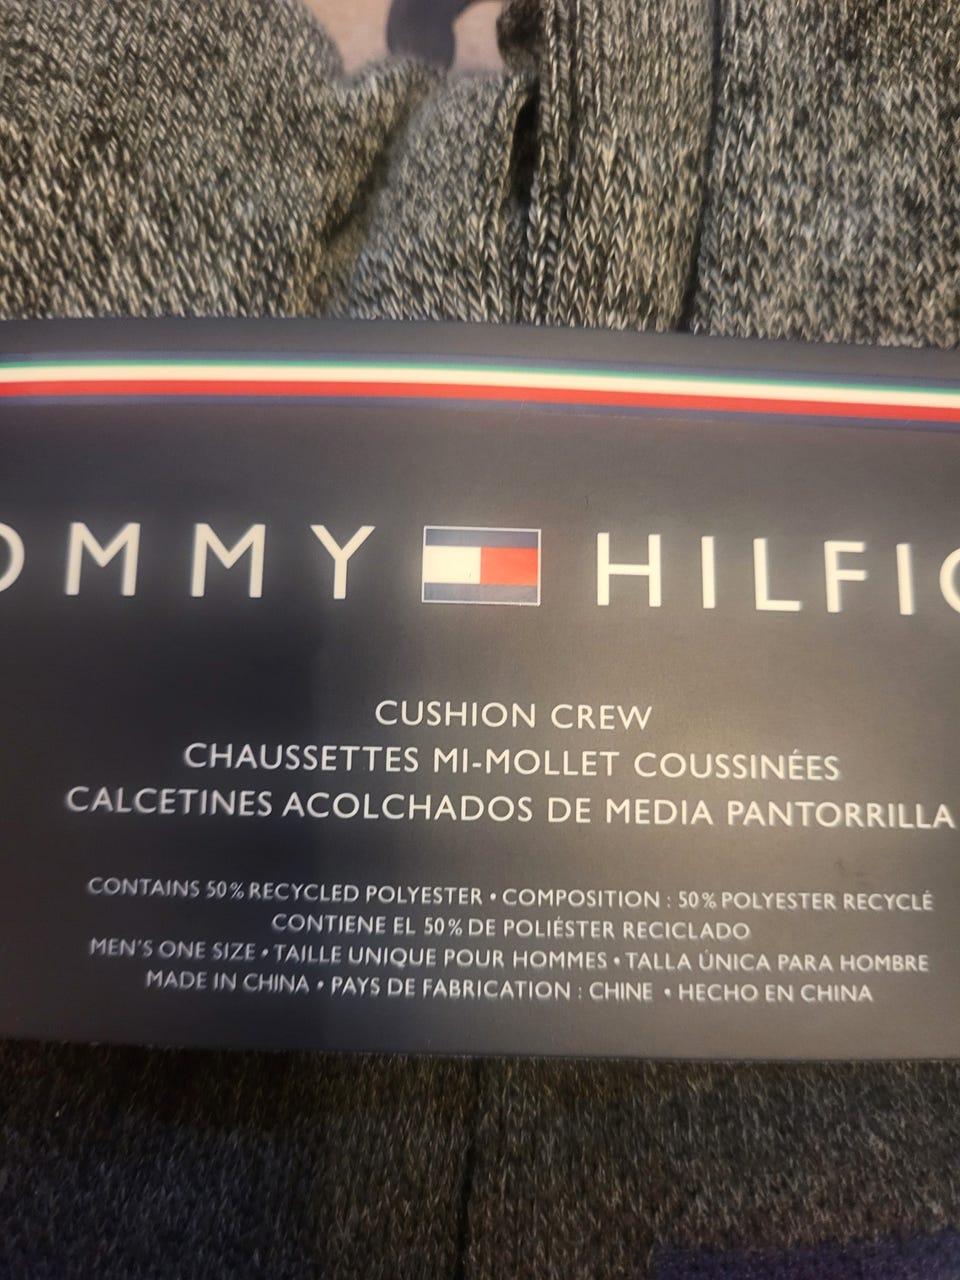 OMMY HILFIG
CUSHION CREW
CHAUSSETTES MI-MOLLET COUSSINÉES
CALCETINES ACOLCHADOS DE MEDIA PANTORRILLA
CONTAINS 50% RECYCLED POLYESTER • COMPOSITION : 50% POLYESTER RECYCLÉ
CONTIENE EL 50% DE POLIÉSTER RECICLADO
MEN'S ONE SIZE • TAILLE UNIQUE POUR HOMMES • TALLA ÚNICA PARA HOMBRE
MADE IN CHINA • PAYS DE FABRICATION : CHINE • HECHO EN CHINA